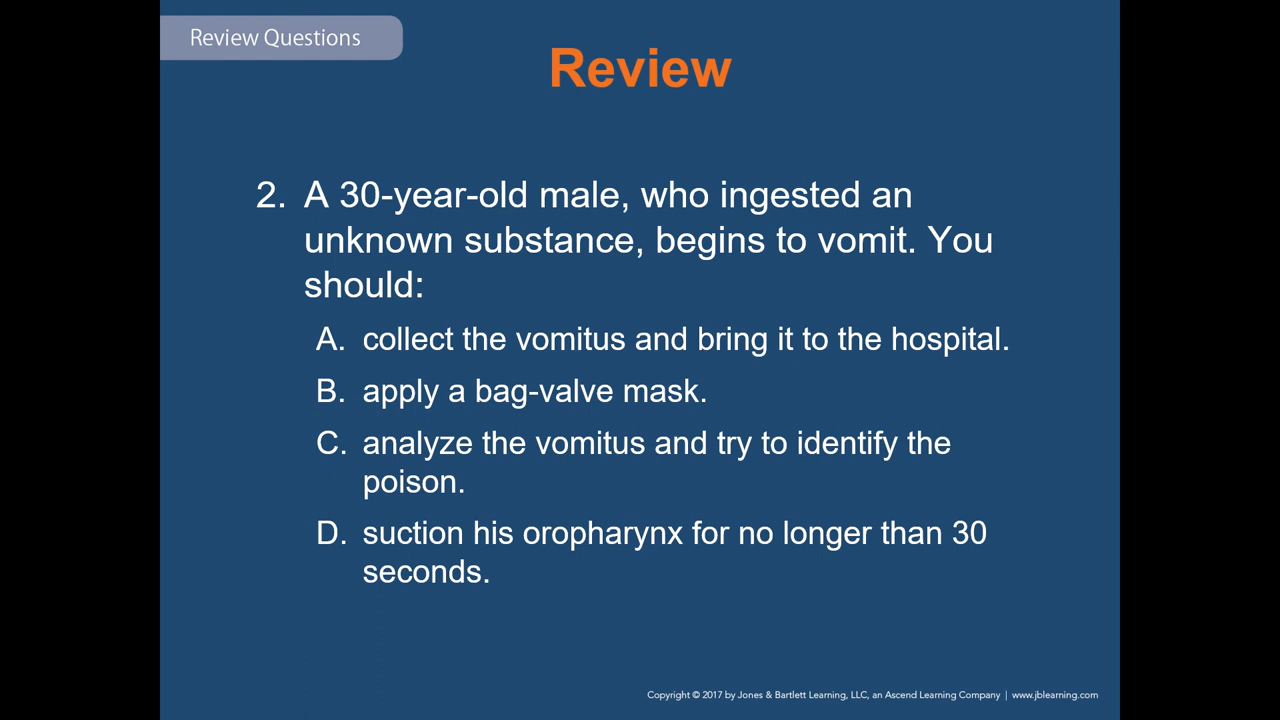 Review Questions
Review
2. A 30-year-old male, who ingested an
unknown substance, begins to vomit. You
should:
A. collect the vomitus and bring it to the hospital.
B. apply a bag-valve mask.
C. analyze the vomitus and try to identify the
poison.
D. suction his oropharynx for no longer than 30
seconds.
Copyright © 2017 by Jones & Bartlett Learning, LLC, an Ascend Learning Company | www.jblearning.com